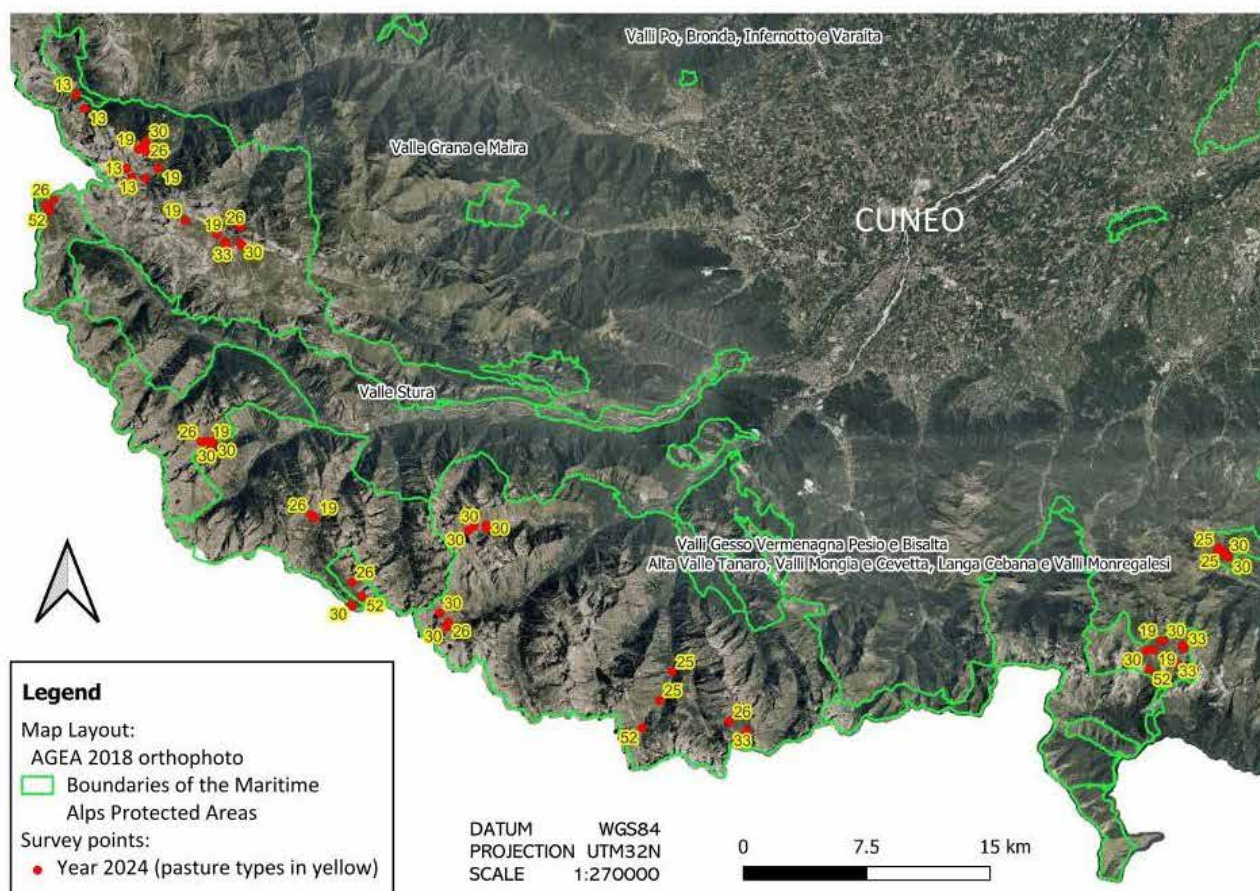 Valli Po, Bronda, Infernotto e Varaita
13
13
19 30
26
Valle Grana e Maira
13
13 19
26
52
19
19 26
33 30
CUNEO
Valle Stura
26 19
30 30
26 19
30 30
Valli Gesso Vermenagna Pesio e Bisalta
Alta Valle Tanaro, Valli Mongia e Cevetta, Langa Cebana e Valli Monregalesi
25 30
25 30
26
52
30
30
30 26
19 30 33
30 19 33
52
25
25
52
26
33
Legend
Map Layout:
AGEA 2018 orthophoto
Boundaries of the Maritime
Alps Protected Areas
Survey points:
Year 2024 (pasture types in yellow)
DATUM WGS84
PROJECTION UTM32N
SCALE 1:270000
0 7.5 15 km